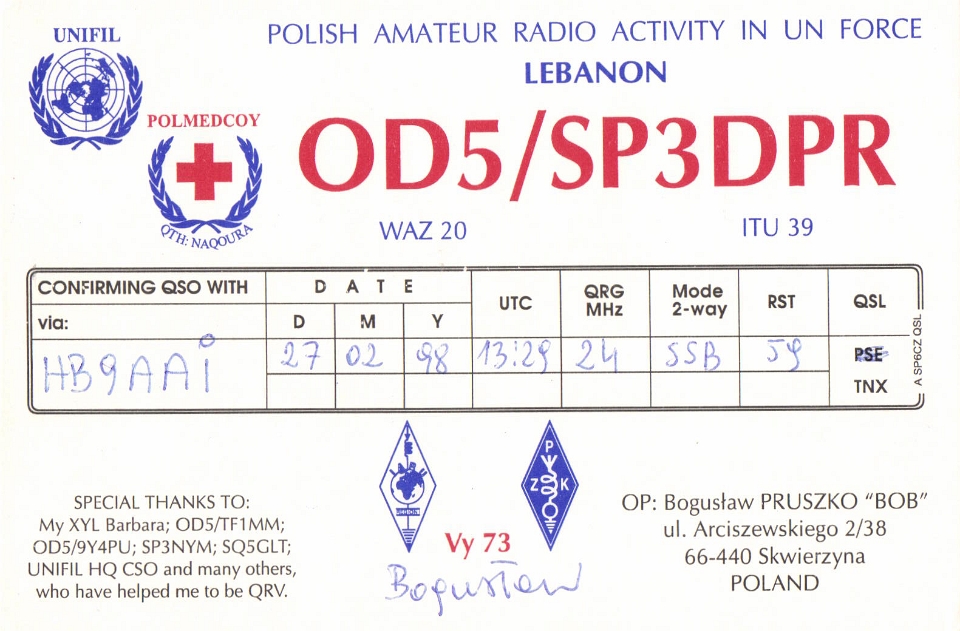 UNIFIL
POLISH AMATEUR RADIO ACTIVITY IN UN FORCE
LEBANON
POLMEDCOY
OD5/SP3DPR
QTH: NAQOURA
WAZ 20
ITU 39
CONFIRMING QSO WITH
D A T E
UTC
QRG MHz
Mode 2-way
RST
QSL
via:
D
M
Y
HB9AAI
27
02
98
13:29
24
SSB
59
PSE
TNX
A SP6CZ QSL
P
Z K
SPECIAL THANKS TO:
My XYL Barbara; OD5/TF1MM;
OD5/9Y4PU; SP3NYM; SQ5GLT;
UNIFIL HQ CSO and many others,
who have helped me to be QRV.
Vy 73
Bogusław
OP: Bogusław PRUSZKO “BOB”
ul. Arciszewskiego 2/38
66-440 Skwierzyna
POLAND